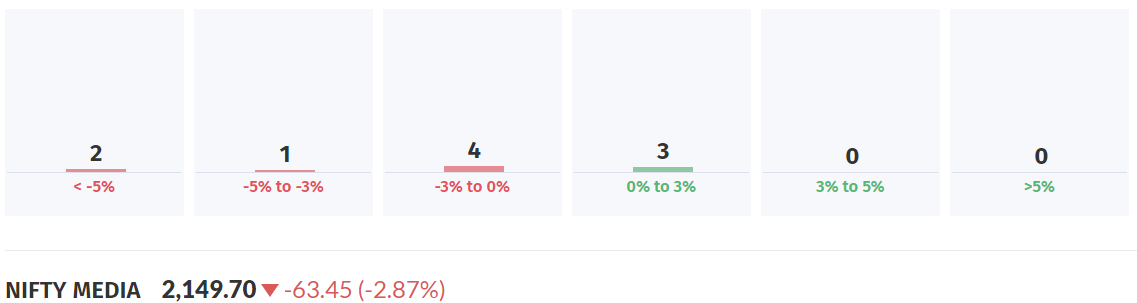 2 1 4 3 0 0
< -5% -5% to -3% -3% to 0% 0% to 3% 3% to 5% >5%
NIFTY MEDIA 2,149.70 ▼ -63.45 (-2.87%)